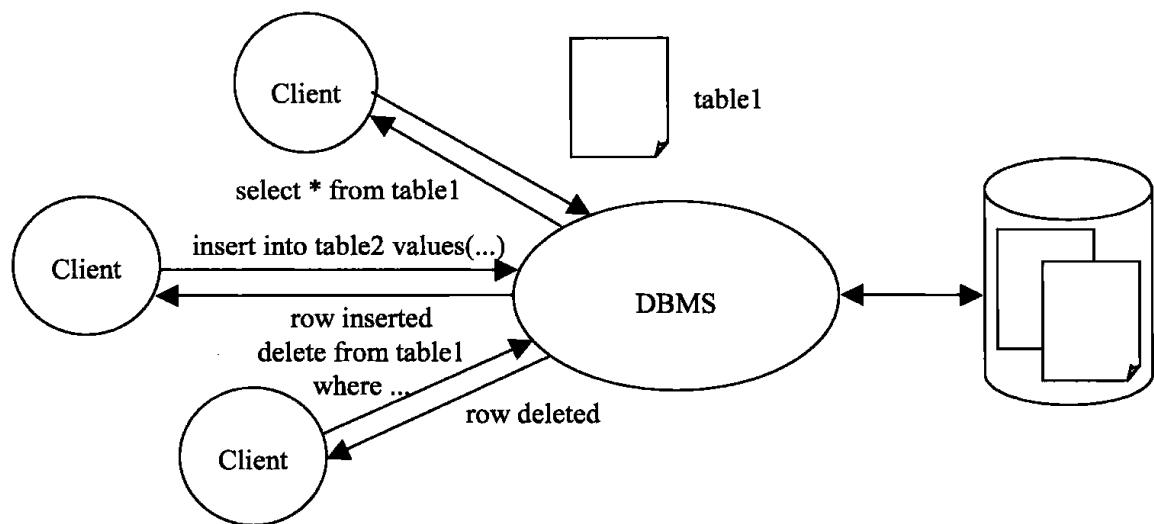 Client
table1
select * from table1
Client
insert into table2 values(...)
DBMS
row inserted
delete from table1
where ...
row deleted
Client